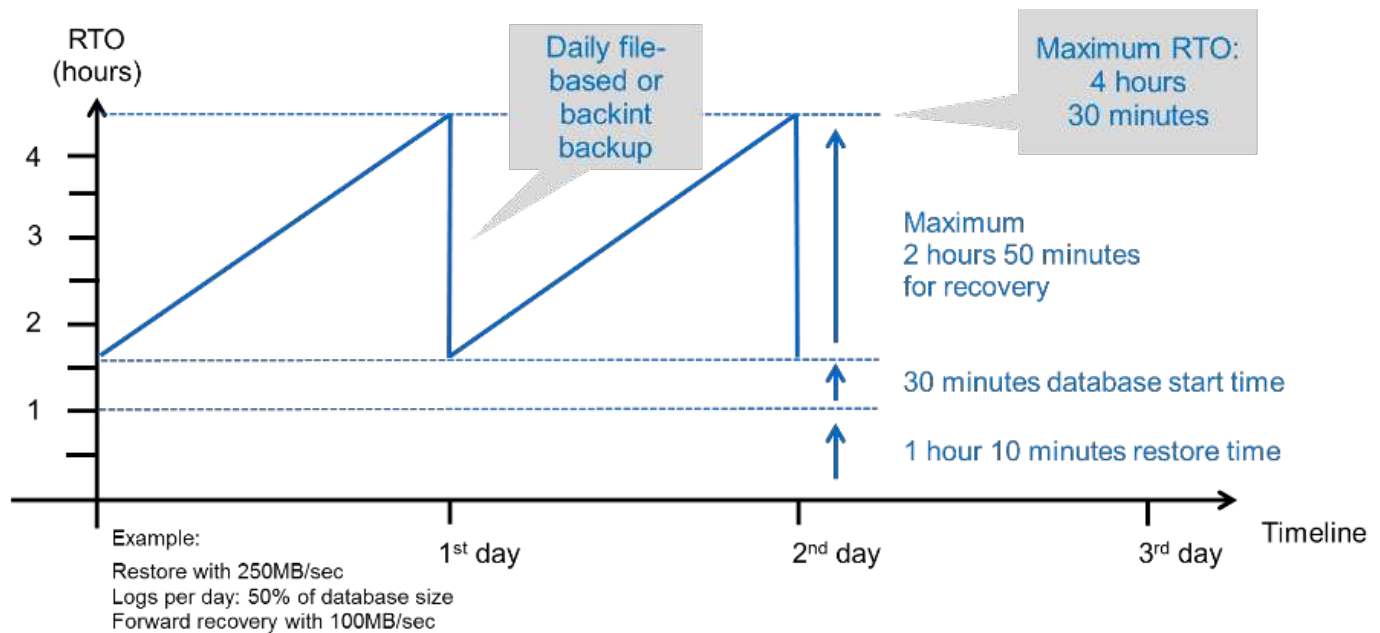 RTO
(hours)
Daily file-
based or
backint
backup
Maximum RTO:
4 hours
30 minutes
4
3
2
1
Maximum
2 hours 50 minutes
for recovery
30 minutes database start time
1 hour 10 minutes restore time
1st day
2nd day
3rd day
Timeline
Example:
Restore with 250MB/sec
Logs per day: 50% of database size
Forward recovery with 100MB/sec